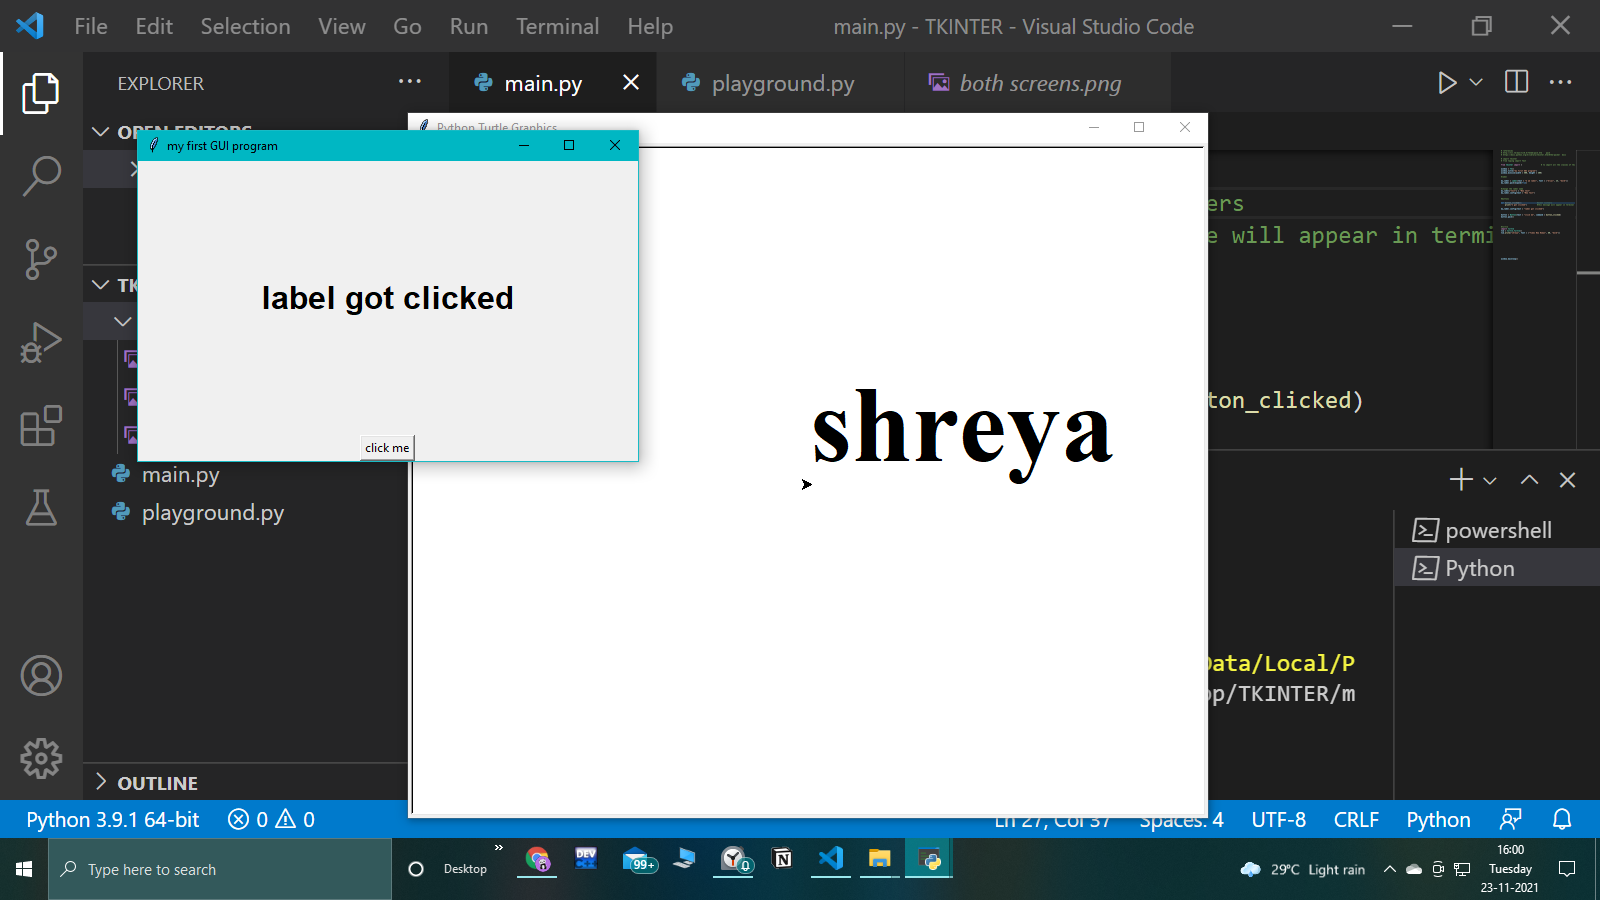 File Edit Selection View Go Run Terminal Help
main.py - TKINTER - Visual Studio Code
EXPLORER
main.py
playground.py
both screens.png
OPEN EDITORS
Python Turtle Graphics
my first GUI program
label got clicked
click me
shreya
ers
e will appear in termi
ton_clicked)
TK
main.py
playground.py
powershell
Python
Data/Local/P
op/TKINTER/m
OUTLINE
Python 3.9.1 64-bit
0
0
Ln 27, Col 37
Spaces: 4
UTF-8
CRLF
Python
Type here to search
Desktop
DEV
99+
0
29°C Light rain
16:00
Tuesday
23-11-2021